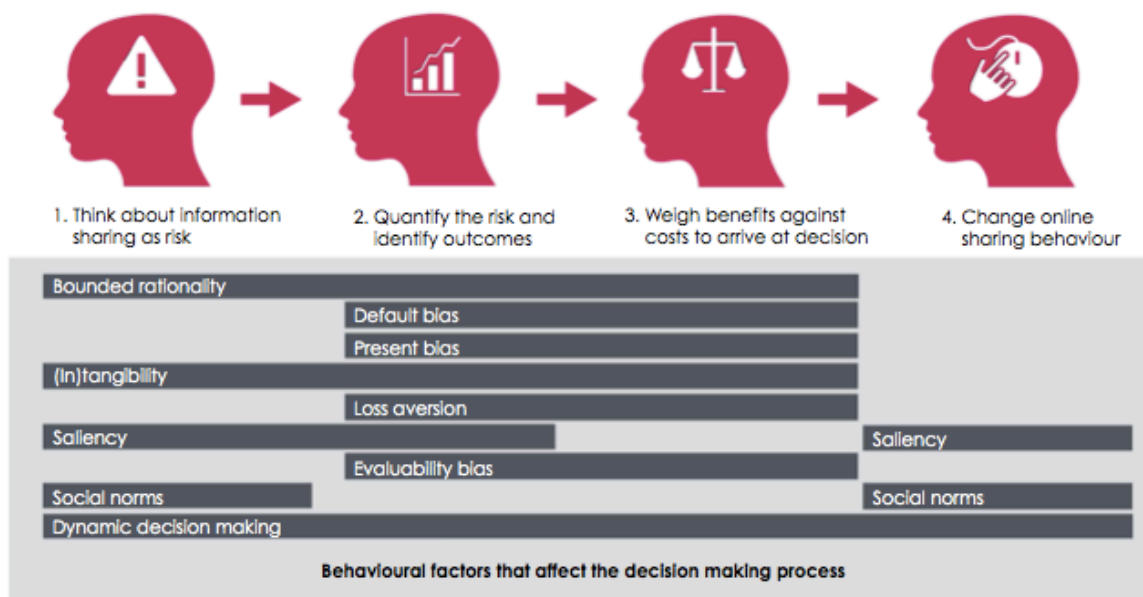 1. Think about information
sharing as risk
2. Quantify the risk and
identify outcomes
3. Weigh benefits against
costs to arrive at decision
4. Change online
sharing behaviour
Bounded rationality
Default bias
Present bias
(In)tangibility
Loss aversion
Saliency
Saliency
Evaluability bias
Social norms
Social norms
Dynamic decision making
Behavioural factors that affect the decision making process